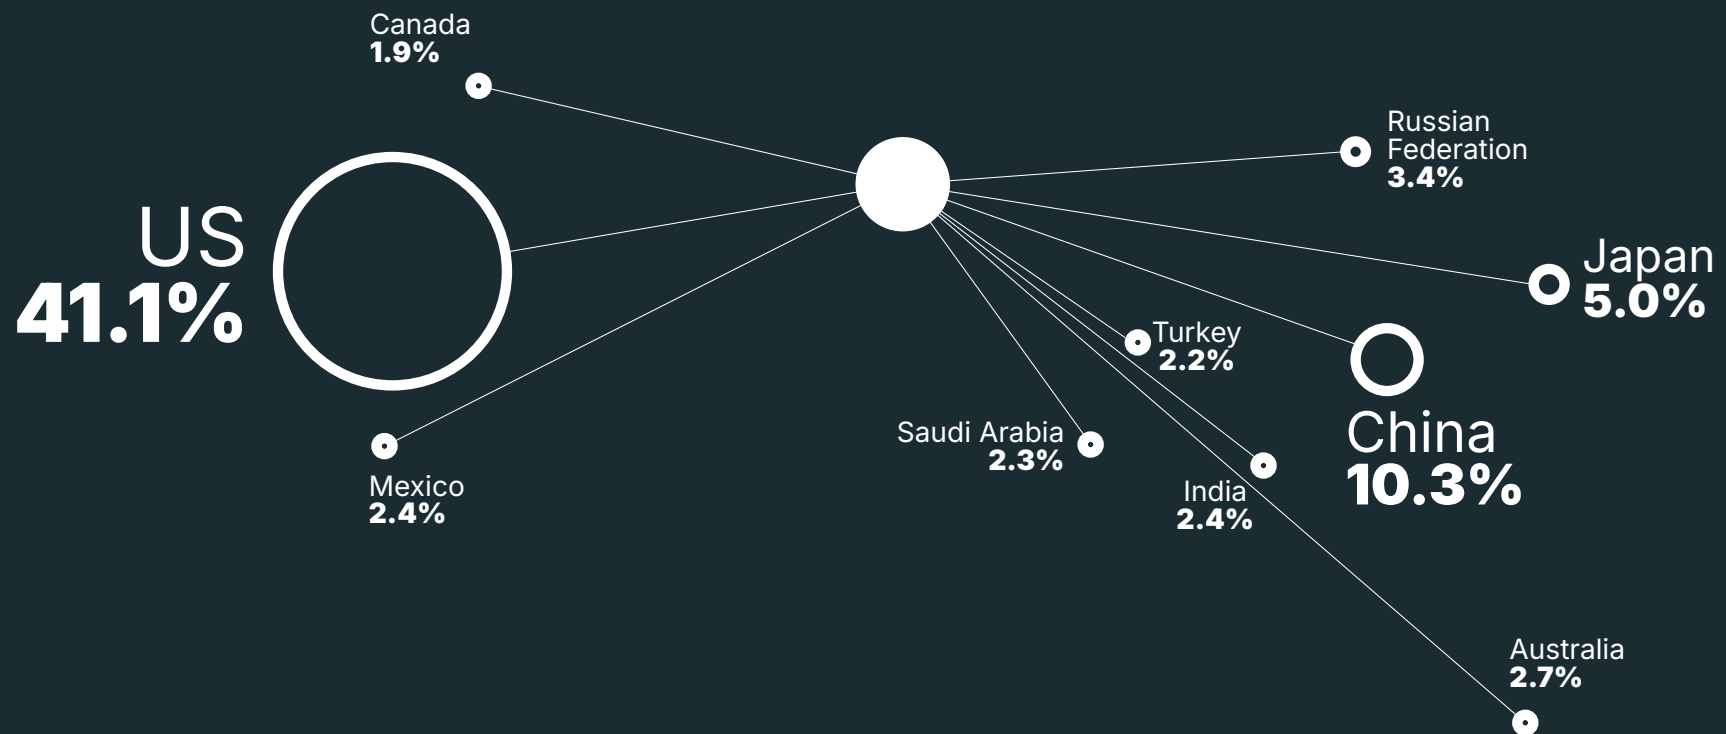 Canada
1.9%
Russian
Federation
3.4%
US
41.1%
Japan
5.0%
Turkey
2.2%
China
10.3%
Saudi Arabia
2.3%
Mexico
2.4%
India
2.4%
Australia
2.7%